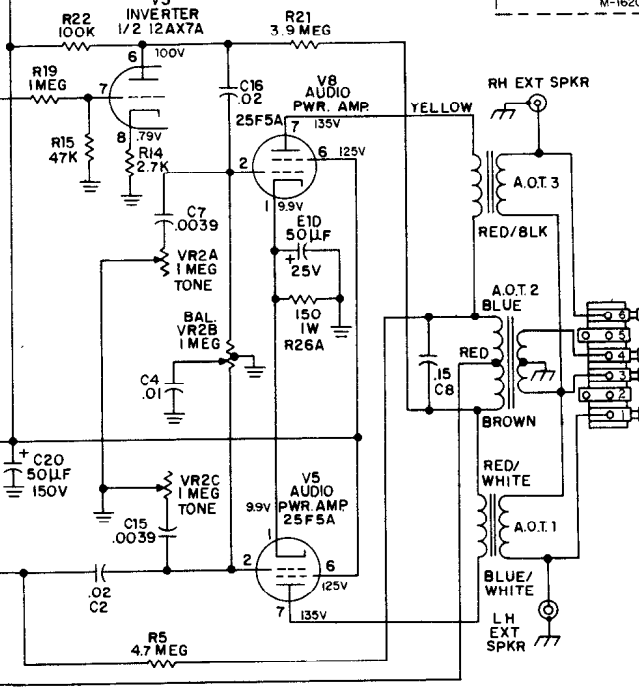 M-162
V3
INVERTER
1/2 12AX7A
R22
100K
R21
3.9 MEG
6
100V
R19
1 MEG
7
C16
.02
V8
AUDIO
PWR. AMP.
25F5A
7
135V
YELLOW
RH EXT SPKR
8
.79V
R15
47K
R14
2.7K
2
6
125V
A.O.T. 3
1
9.9V
C7
.0039
E1D
50µF
+
25V
RED/BLK
VR2A
1 MEG
TONE
150
1W
R26A
A.O.T. 2
BLUE
BAL.
VR2B
1 MEG
RED
.15
C8
6
5
4
3
2
1
C4
.01
BROWN
+
C20
50µF
150V
RED/
WHITE
VR2C
1 MEG
TONE
V5
AUDIO
PWR. AMP
25F5A
9.9V
1
C15
.0039
A.O.T. 1
2
6
125V
.02
C2
BLUE/
WHITE
7
135V
LH
EXT
SPKR
R5
4.7 MEG